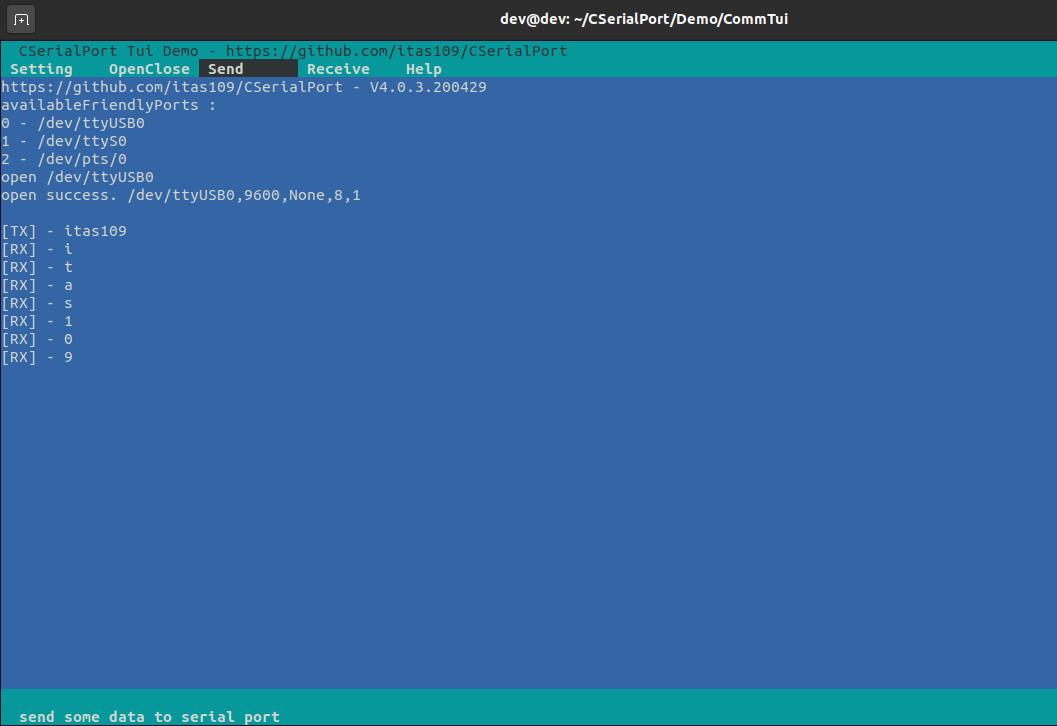 dev@dev: ~/CSerialPort/Demo/CommTui
CSerialPort Tui Demo - https://github.com/itas109/CSerialPort
Setting OpenClose Send Receive Help
https://github.com/itas109/CSerialPort - V4.0.3.200429
availableFriendlyPorts :
0 - /dev/ttyUSB0
1 - /dev/ttyS0
2 - /dev/pts/0
open /dev/ttyUSB0
open success. /dev/ttyUSB0,9600,None,8,1
[TX] - itas109
[RX] - i
[RX] - t
[RX] - a
[RX] - s
[RX] - 1
[RX] - 0
[RX] - 9
send some data to serial port